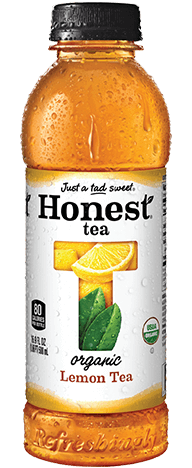 Just a tad sweet.
Honest®
tea
T
80
CALORIES
PER BOTTLE
USDA
ORGANIC
16.9 FL OZ
organic
Lemon Tea
Refreshingly